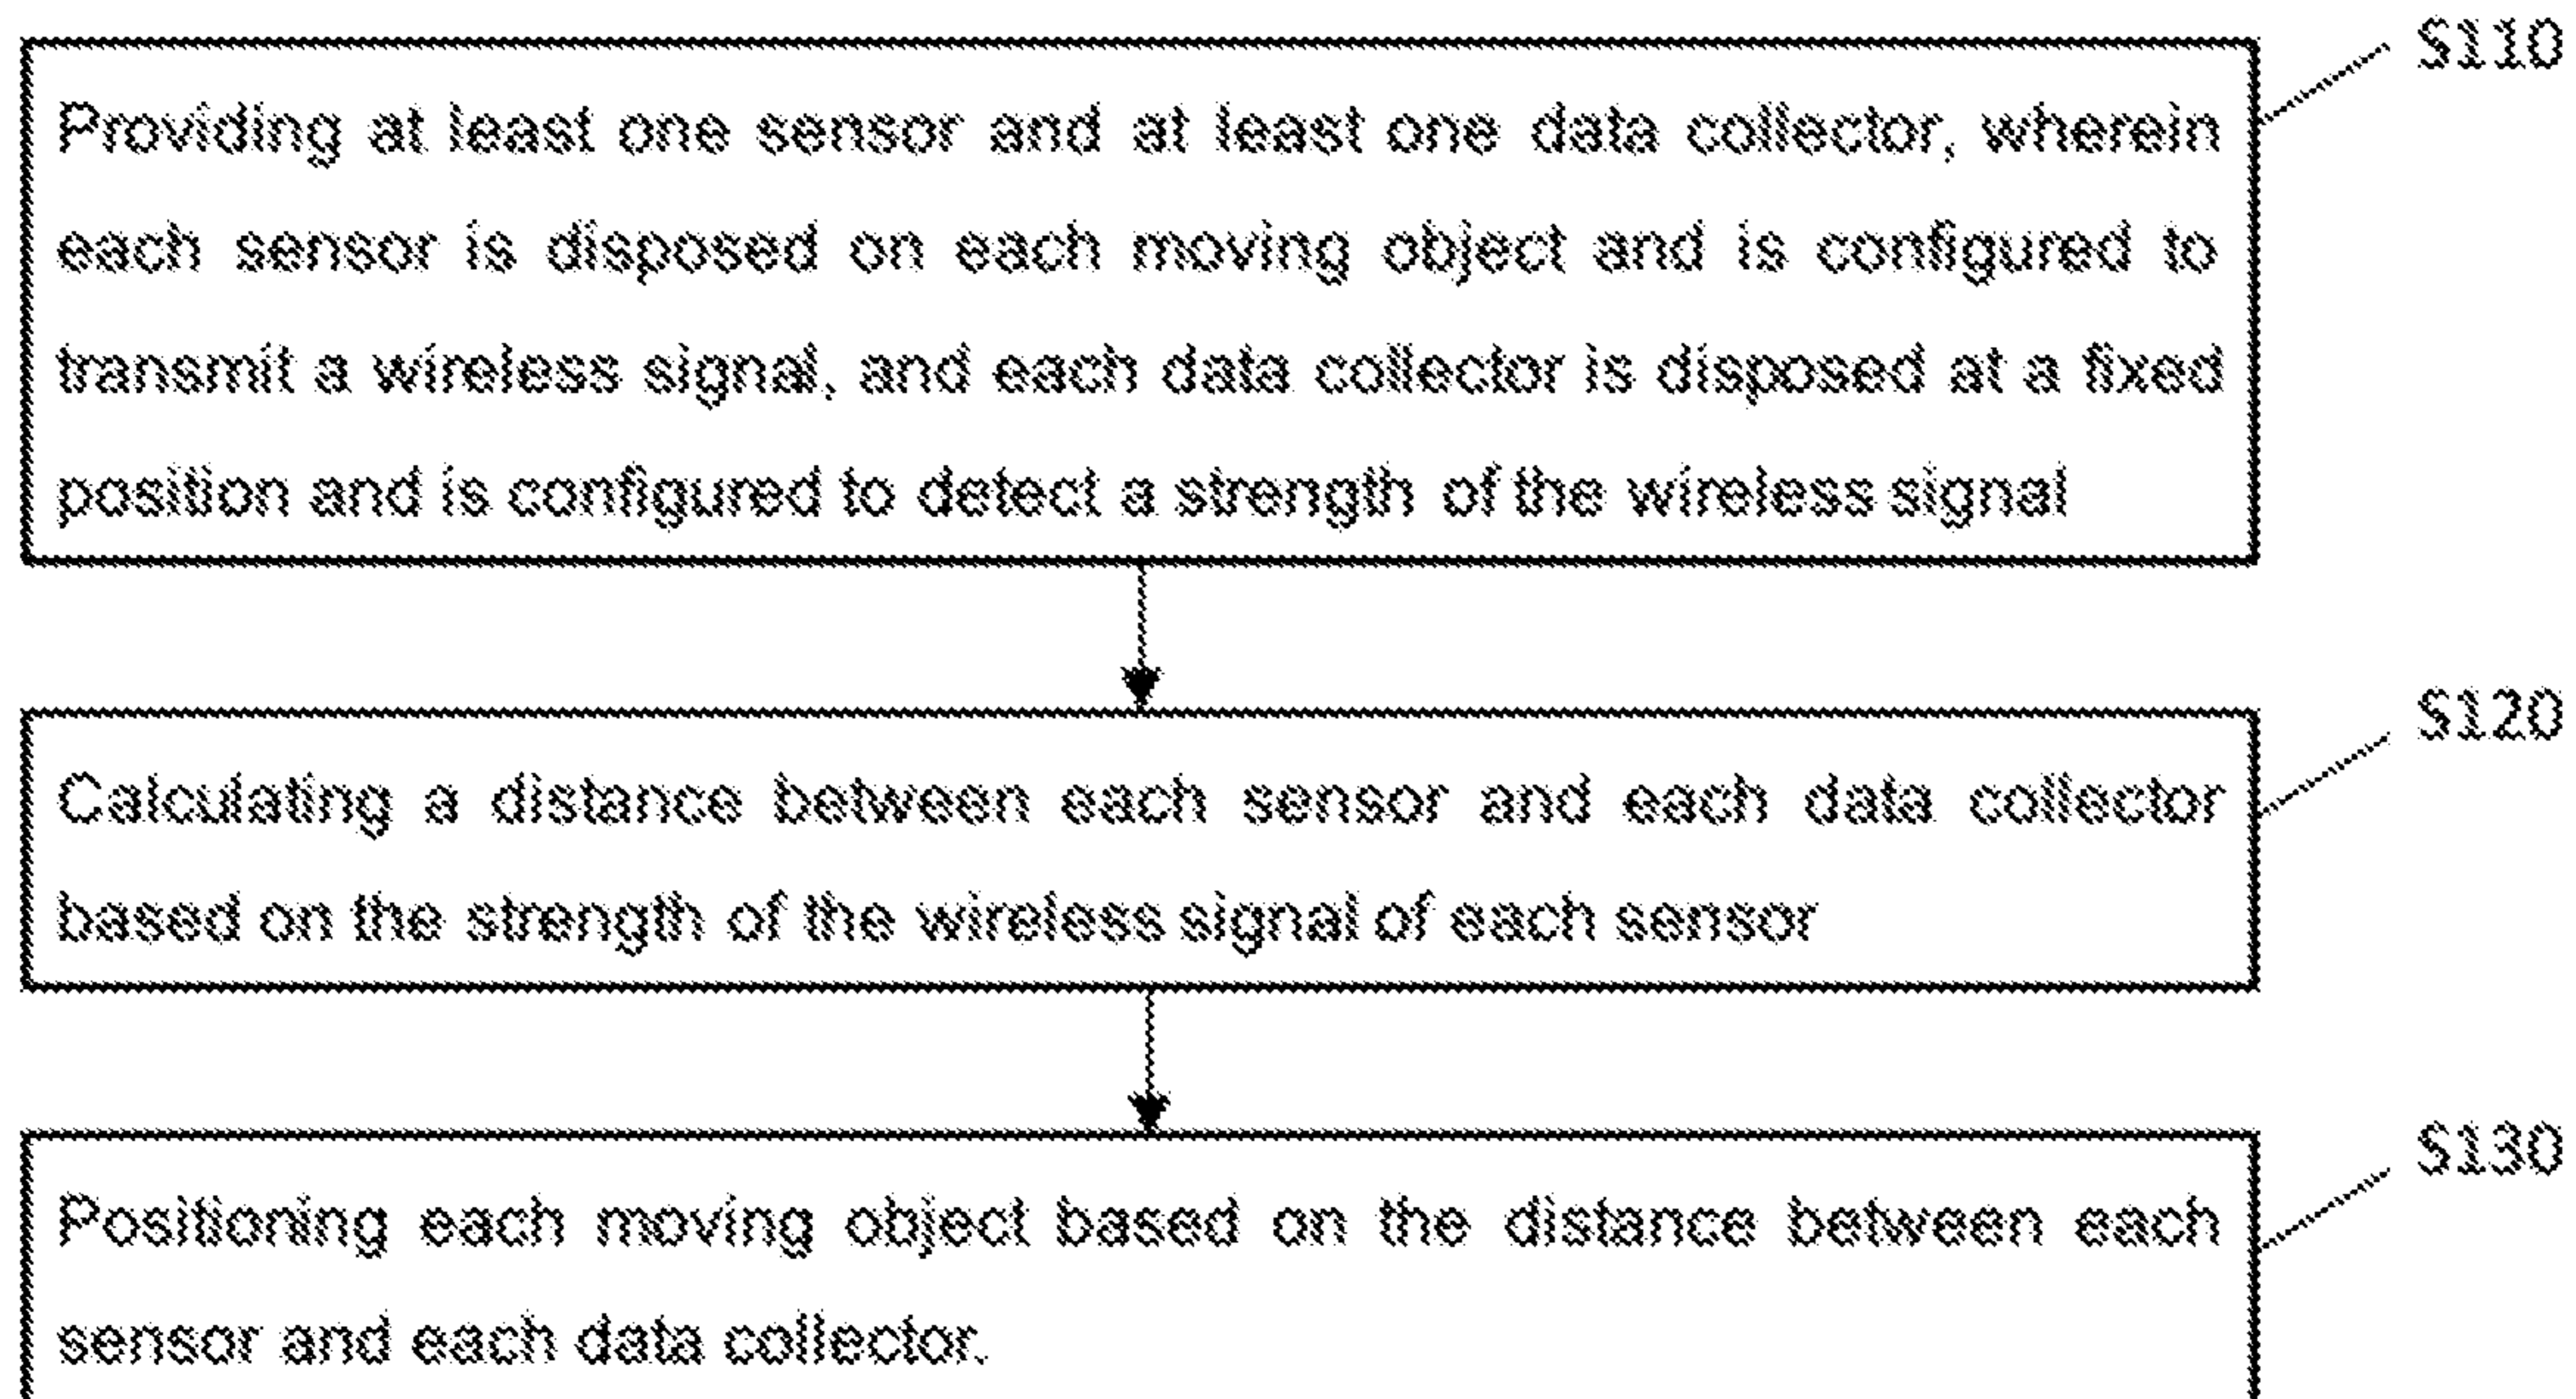 S110
Providing at least one sensor and at least one data collector, wherein
each sensor is disposed on each moving object and is configured to
transmit a wireless signal, and each data collector is disposed at a fixed
position and is configured to detect a strength of the wireless signal
S120
Calculating a distance between each sensor and each data collector
based on the strength of the wireless signal of each sensor
S130
Positioning each moving object based on the distance between each
sensor and each data collector.